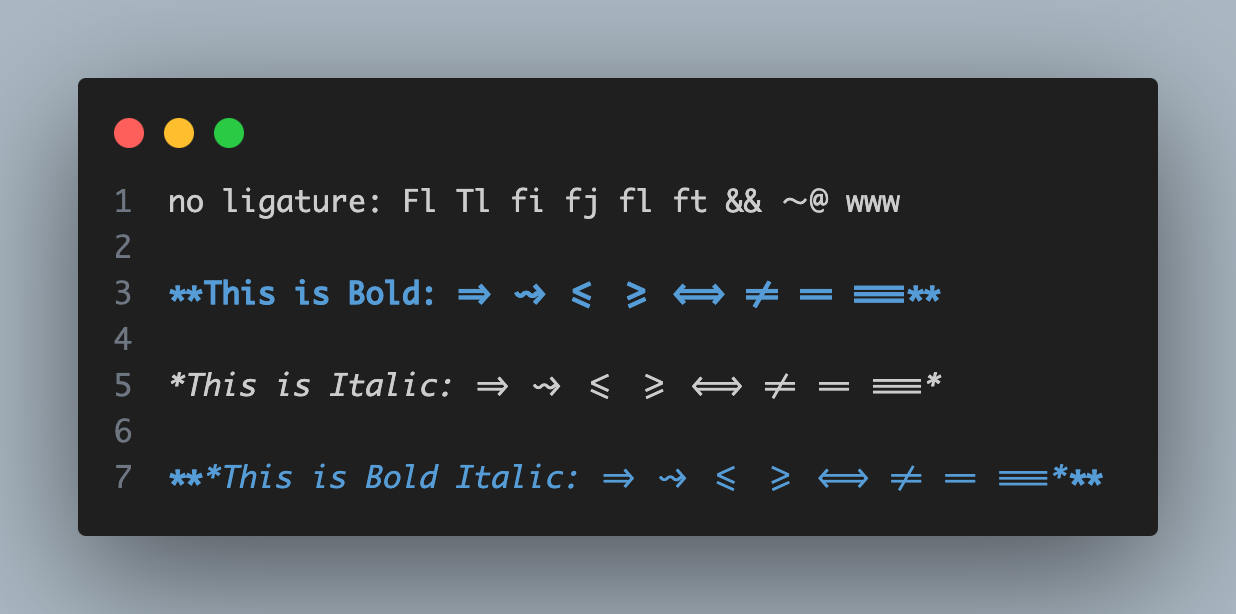 1 no ligature: Fl Tl fi fj fl ft && ~@ www
2
3 **This is Bold: => ~> <= >= <=> != == ===**
4
5 *This is Italic: => ~> <= >= <=> != == ===*
6
7 ***This is Bold Italic: => ~> <= >= <=> != == ===***